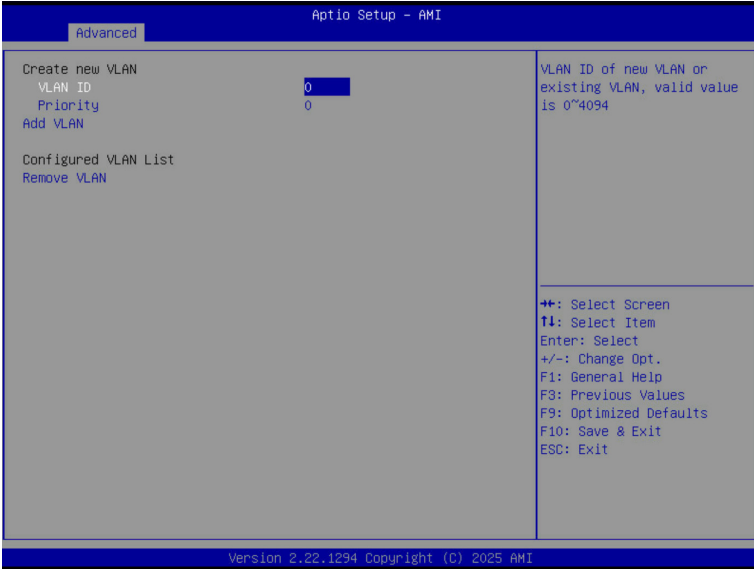 Aptio Setup – AMI
Advanced
Create new VLAN
VLAN ID 0
Priority 0
Add VLAN
Configured VLAN List
Remove VLAN
VLAN ID of new VLAN or
existing VLAN, valid value
is 0~4094
→←: Select Screen
↑↓: Select Item
Enter: Select
+/-: Change Opt.
F1: General Help
F3: Previous Values
F9: Optimized Defaults
F10: Save & Exit
ESC: Exit
Version 2.22.1294 Copyright (C) 2025 AMI